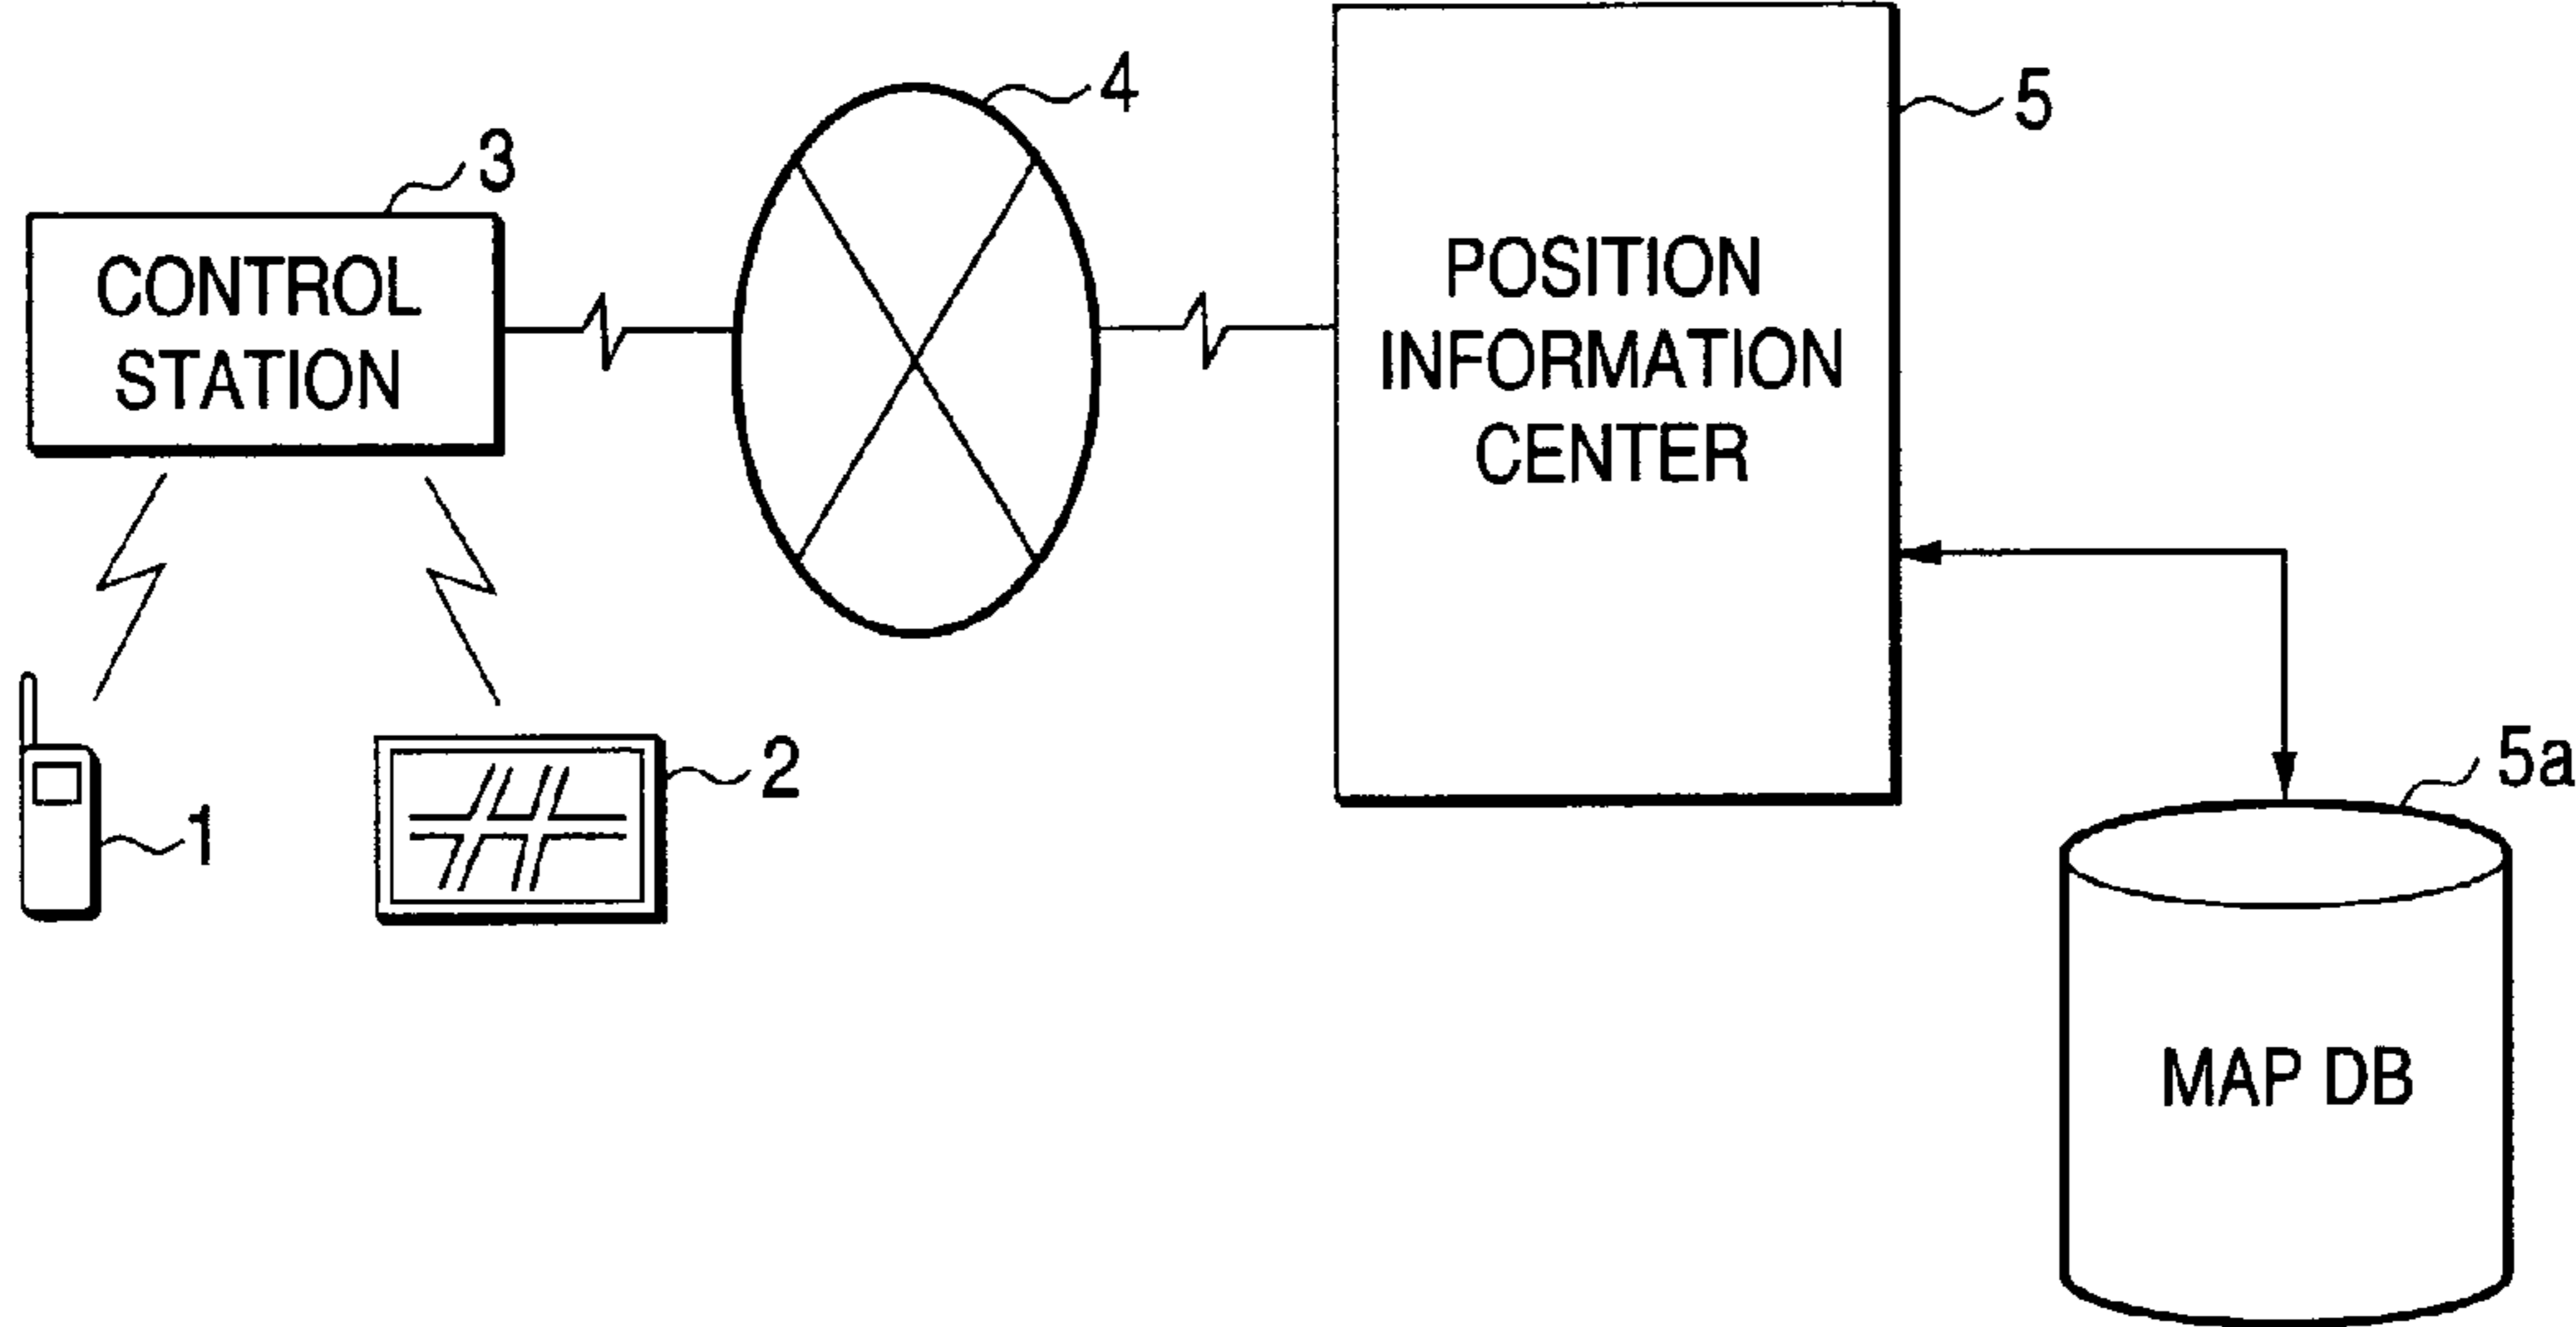 4
5
3
CONTROL
STATION
POSITION
INFORMATION
CENTER
2
1
5a
MAP DB